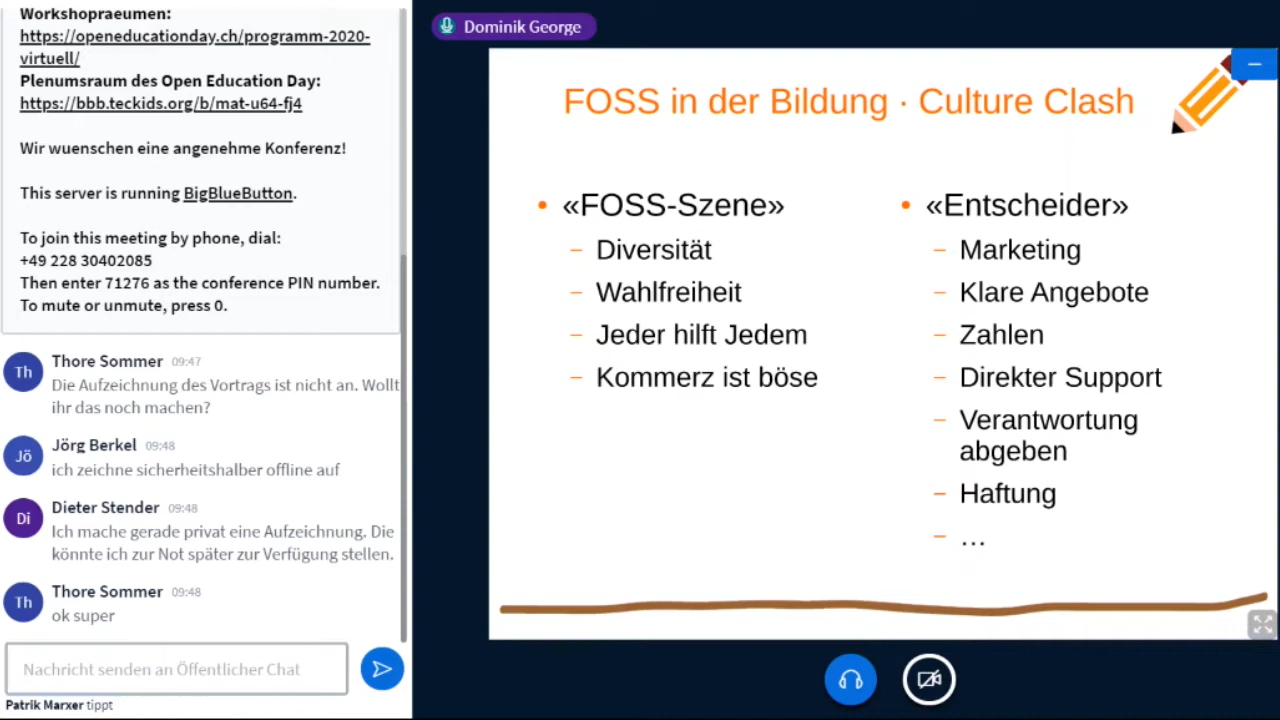 Workshopraeumen:
https://openeducationday.ch/programm-2020-
virtuell/
Plenumsraum des Open Education Day:
https://bbb.teckids.org/b/mat-u64-fj4
Wir wuenschen eine angenehme Konferenz!
This server is running BigBlueButton.
To join this meeting by phone, dial:
+49 228 30402085
Then enter 71276 as the conference PIN number.
To mute or unmute, press 0.
Th
Thore Sommer 09:47
Die Aufzeichnung des Vortrags ist nicht an. Wollt
ihr das noch machen?
Jö
Jörg Berkel 09:48
ich zeichne sicherheitshalber offline auf
Di
Dieter Stender 09:48
Ich mache gerade privat eine Aufzeichnung. Die
könnte ich zur Not später zur Verfügung stellen.
Th
Thore Sommer 09:48
ok super
Nachricht senden an Öffentlicher Chat
Patrik Marxer tippt
Dominik George
FOSS in der Bildung · Culture Clash
• «FOSS-Szene»
– Diversität
– Wahlfreiheit
– Jeder hilft Jedem
– Kommerz ist böse
• «Entscheider»
– Marketing
– Klare Angebote
– Zahlen
– Direkter Support
– Verantwortung
abgeben
– Haftung
– …